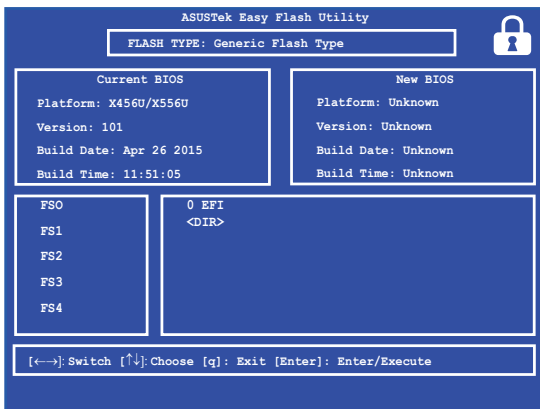 ASUSTek Easy Flash Utility
FLASH TYPE: Generic Flash Type
Current BIOS
Platform: X456U/X556U
Version: 101
Build Date: Apr 26 2015
Build Time: 11:51:05
New BIOS
Platform: Unknown
Version: Unknown
Build Date: Unknown
Build Time: Unknown
FSO
FS1
FS2
FS3
FS4
0 EFI
<DIR>
[←→]: Switch [↑↓]: Choose [q]: Exit [Enter]: Enter/Execute